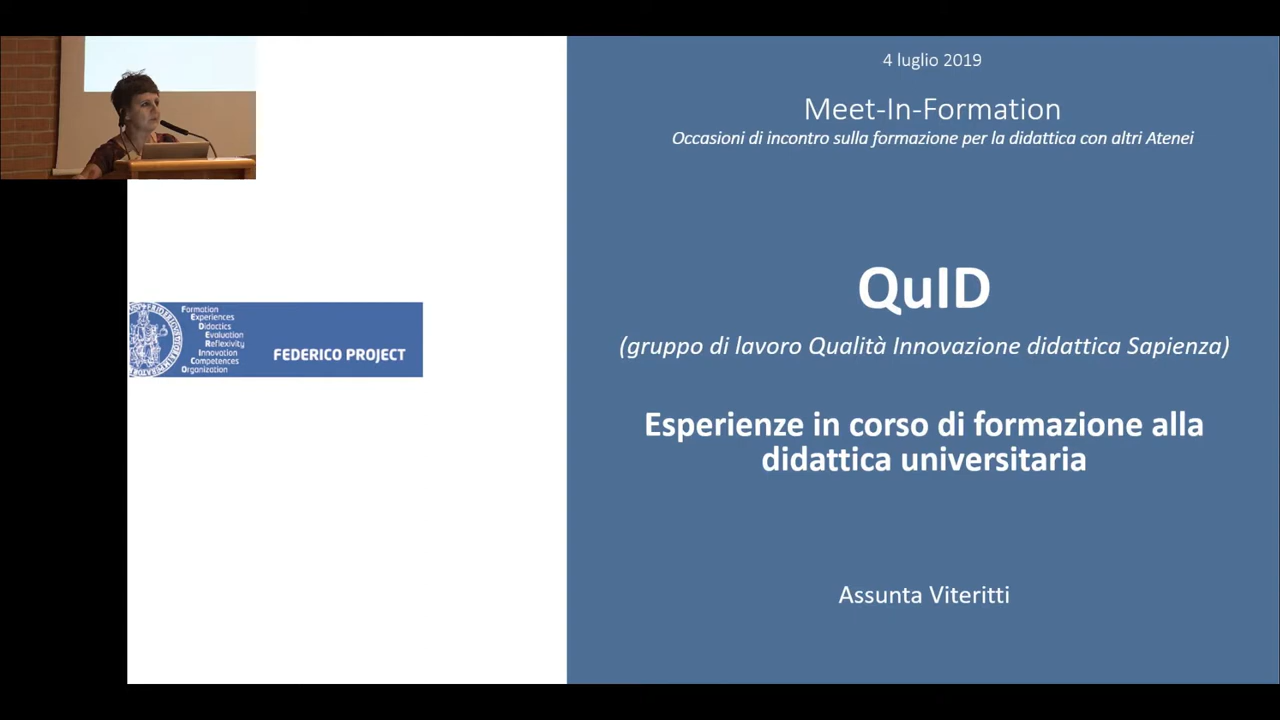 4 luglio 2019
Meet-In-Formation
Occasioni di incontro sulla formazione per la didattica con altri Atenei
QuID
(gruppo di lavoro Qualità Innovazione didattica Sapienza)
Esperienze in corso di formazione alla
didattica universitaria
Assunta Viteritti
Formation
Experiences
Didactics
Evaluation
Reflexivity
Innovation
Competences
Organization
FEDERICO PROJECT